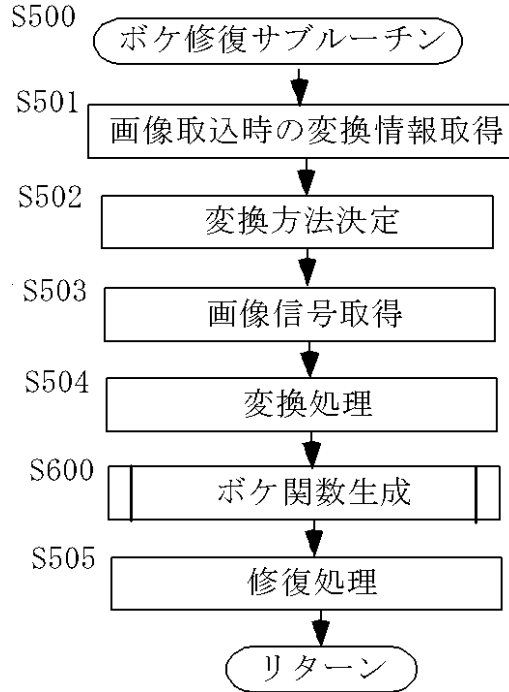 S500
ボケ修復サブルーチン
S501
画像取込時の変換情報取得
S502
変換方法決定
S503
画像信号取得
S504
変換処理
S600
ボケ関数生成
S505
修復処理
リターン